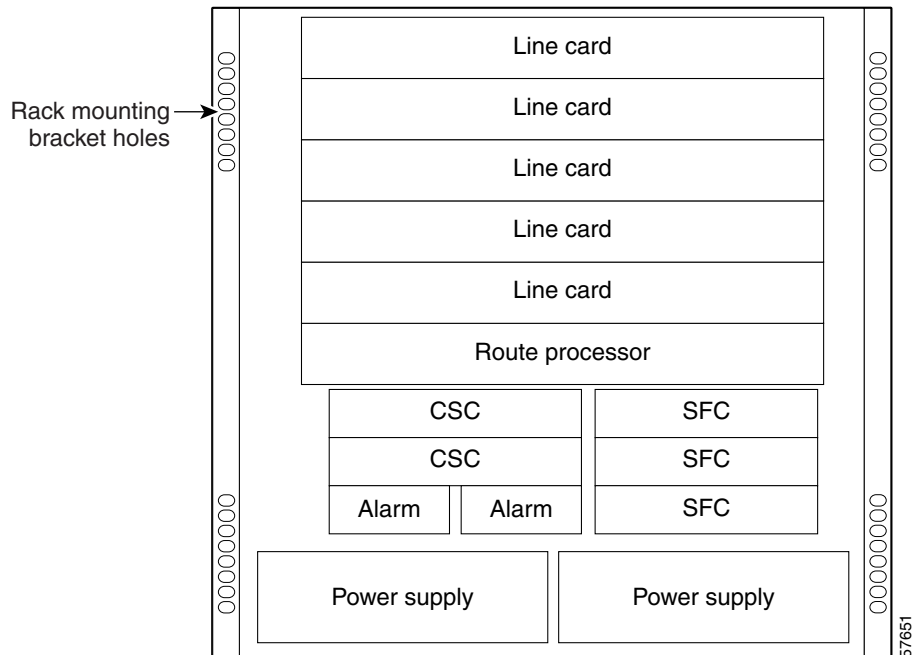 Line card
Line card
Rack mounting
bracket holes
Line card
Line card
Line card
Route processor
CSC SFC
CSC SFC
Alarm Alarm SFC
Power supply Power supply
57651